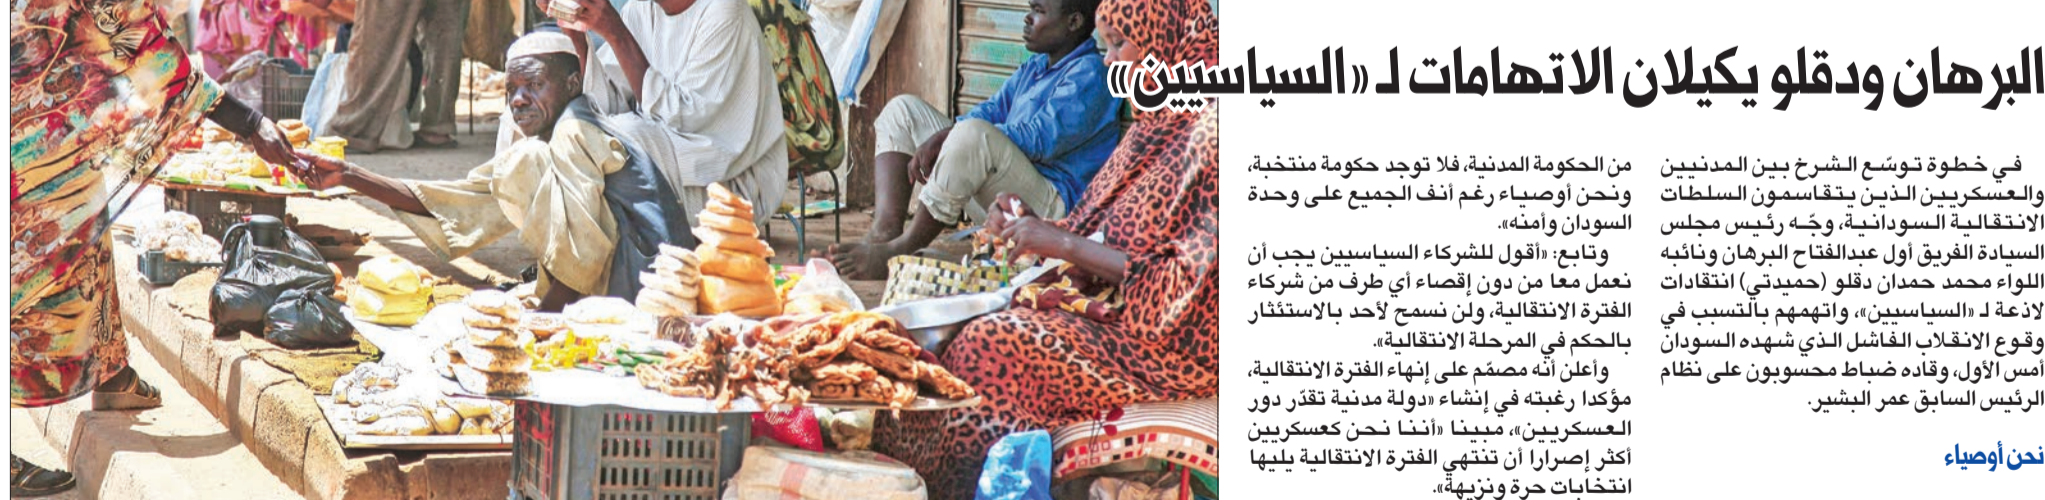 البرهان ودقلو يكيلان الاتهامات لـ «السياسيين»
في خطوة توسّع الشرخ بين المدنيين
والعسكريين الذين يتقاسمون السلطات
الانتقالية السودانية، وجّه رئيس مجلس
السيادة الفريق أول عبدالفتاح البرهان ونائبه
اللواء محمد حمدان دقلو (حميدتي) انتقادات
لاذعة لـ «السياسيين»، واتهمهم بالتسبب في
وقوع الانقلاب الفاشل الذي شهده السودان
أمس الأول، وقاده ضباط محسوبون على نظام
الرئيس السابق عمر البشير.
نحن أوصياء
من الحكومة المدنية، فلا توجد حكومة منتخبة،
ونحن أوصياء رغم أنف الجميع على وحدة
السودان وأمنه».
وتابع: «أقول للشركاء السياسيين يجب أن
نعمل معا من دون إقصاء أي طرف من شركاء
الفترة الانتقالية، ولن نسمح لأحد بالاستئثار
بالحكم في المرحلة الانتقالية».
وأعلن أنه مصمّم على إنهاء الفترة الانتقالية،
مؤكدا رغبته في إنشاء «دولة مدنية تقدّر دور
العسكريين»، مبينا «أننا نحن كعسكريين
أكثر إصرارا أن تنتهي الفترة الانتقالية يليها
انتخابات حرة ونزيهة».